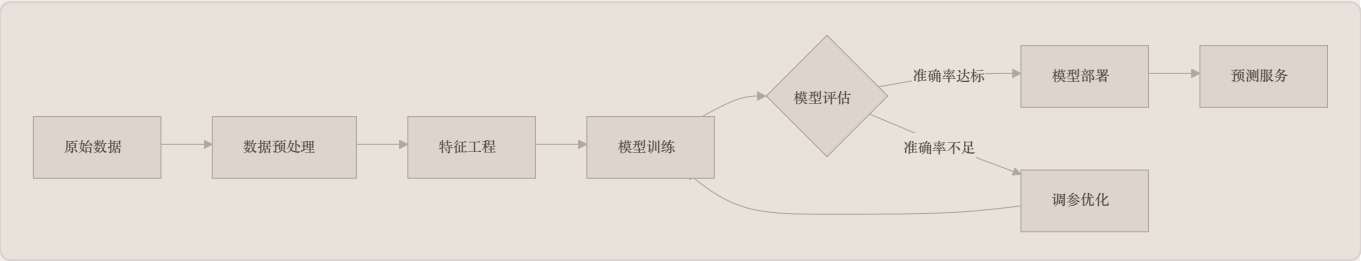 原始数据
数据预处理
特征工程
模型训练
模型评估
准确率达标
模型部署
预测服务
准确率不足
调参优化